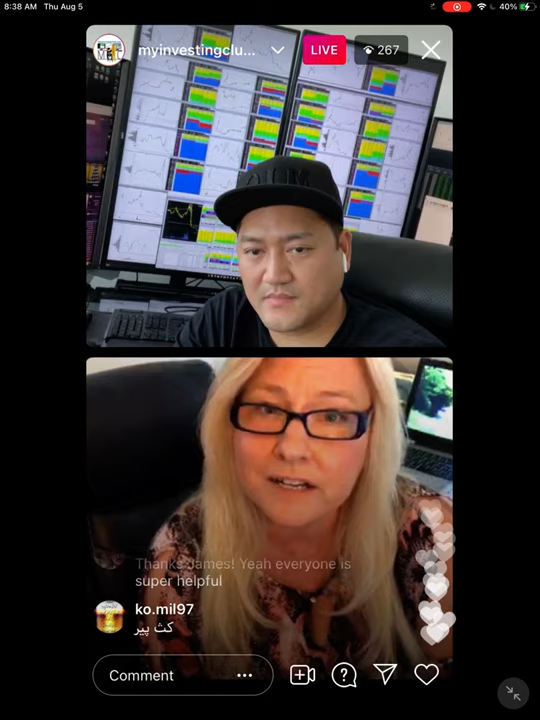 8:38 AM Thu Aug 5
40%
myinvestingclu...
LIVE
267
Thanks James! Yeah everyone is
super helpful
ko.mil97
کث پیر
Comment